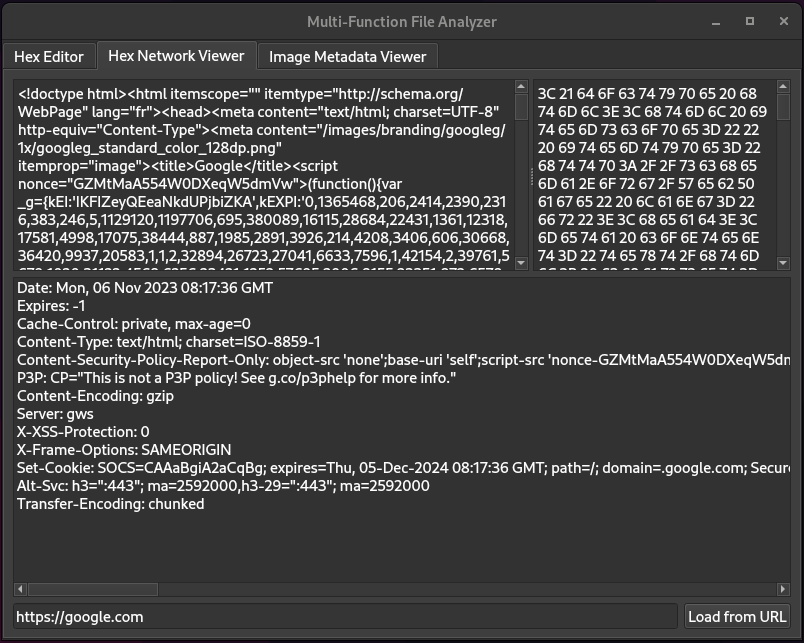 Multi-Function File Analyzer
Hex Editor
Hex Network Viewer
Image Metadata Viewer
<!doctype html><html itemscope="" itemtype="http://schema.org/
WebPage" lang="fr"><head><meta content="text/html; charset=UTF-8"
http-equiv="Content-Type"><meta content="/images/branding/googleg/
1x/googleg_standard_color_128dp.png"
itemprop="image"><title>Google</title><script
nonce="GZMtMaA554W0DXeqW5dmVw">(function(){var
_g={kEI:'IKFIZeyQEeaNkdUPjbiZKA',kEXPI:'0,1365468,206,2414,2390,231
6,383,246,5,1129120,1197706,695,380089,16115,28684,22431,1361,12318,
17581,4998,17075,38444,887,1985,2891,3926,214,4208,3406,606,30668,
36420,9937,20583,1,1,2,32894,26723,27041,6633,7596,1,42154,2,39761,5
3C 21 64 6F 63 74 79 70 65 20 68
74 6D 6C 3E 3C 68 74 6D 6C 20 69
74 65 6D 73 63 6F 70 65 3D 22 22
20 69 74 65 6D 74 79 70 65 3D 22
68 74 74 70 3A 2F 2F 73 63 68 65
6D 61 2E 6F 72 67 2F 57 65 62 50
61 67 65 22 20 6C 61 6E 67 3D 22
66 72 22 3E 3C 68 65 61 64 3E 3C
6D 65 74 61 20 63 6F 6E 74 65 6E
74 3D 22 74 65 78 74 2F 68 74 6D
Date: Mon, 06 Nov 2023 08:17:36 GMT
Expires: -1
Cache-Control: private, max-age=0
Content-Type: text/html; charset=ISO-8859-1
Content-Security-Policy-Report-Only: object-src 'none';base-uri 'self';script-src 'nonce-GZMtMaA554W0DXeqW5dm
P3P: CP="This is not a P3P policy! See g.co/p3phelp for more info."
Content-Encoding: gzip
Server: gws
X-XSS-Protection: 0
X-Frame-Options: SAMEORIGIN
Set-Cookie: SOCS=CAAaBgiA2aCqBg; expires=Thu, 05-Dec-2024 08:17:36 GMT; path=/; domain=.google.com; Secure
Alt-Svc: h3=":443"; ma=2592000,h3-29=":443"; ma=2592000
Transfer-Encoding: chunked
https://google.com
Load from URL